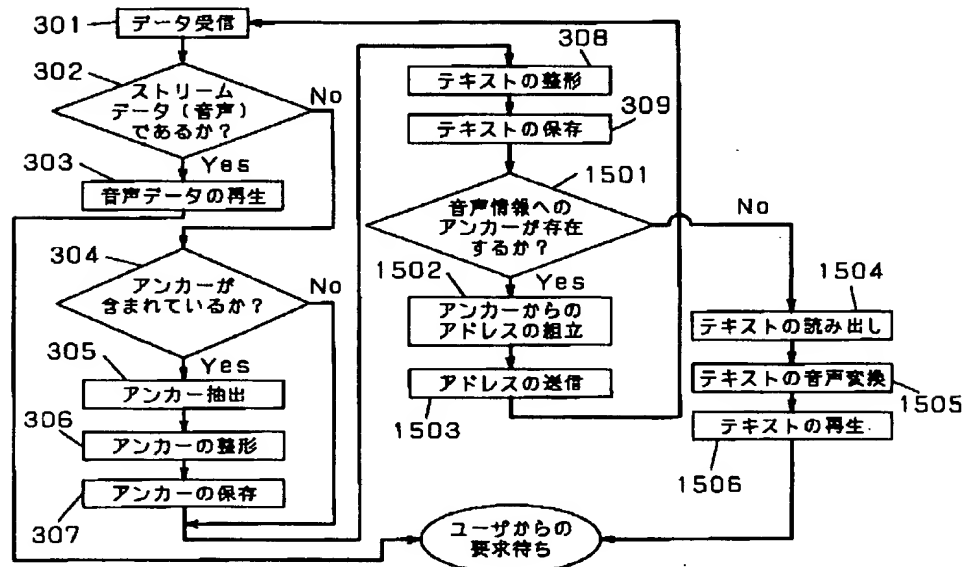 301
データ受信
302
ストリーム
データ(音声)
であるか?
No
Yes
303
音声データの再生
304
アンカーが
含まれているか?
No
Yes
305
アンカー抽出
306
アンカーの整形
307
アンカーの保存
308
テキストの整形
309
テキストの保存
1501
音声情報への
アンカーが存在
するか?
No
Yes
1502
アンカーからの
アドレスの組立
1503
アドレスの送信
1504
テキストの読み出し
テキストの音声変換
1505
テキストの再生
1506
ユーザからの
要求待ち